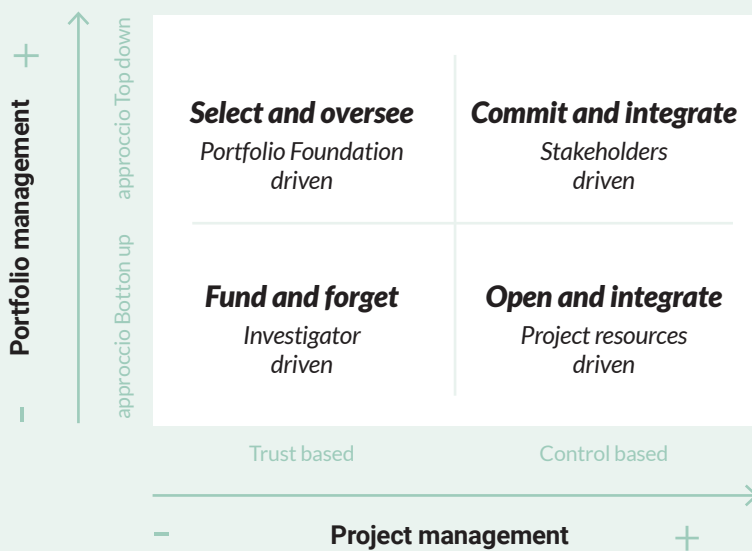 +
Portfolio management
-
approccio Top down
approccio Botton up
Select and oversee
Portfolio Foundation
driven
Commit and integrate
Stakeholders
driven
Fund and forget
Investigator
driven
Open and integrate
Project resources
driven
Trust based
Control based
-
Project management
+